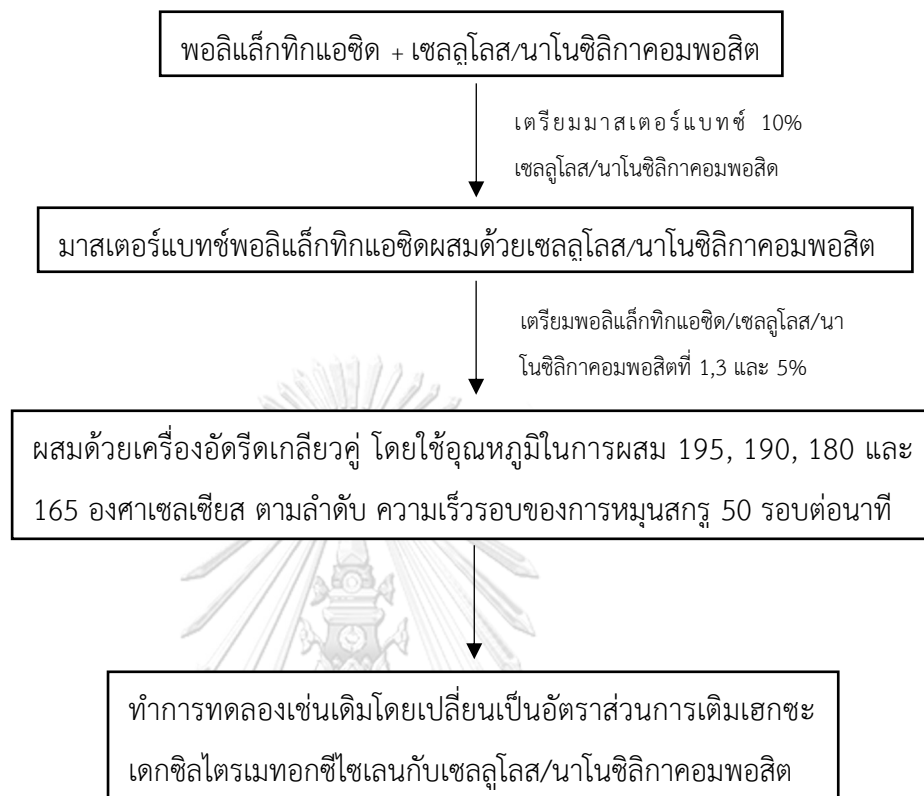 พอลิแล็กทิกแอซิด + เซลลูโลส/นาโนซิลิกาคอมพอสิต
เตรียมมาสเตอร์แบทซ์ 10%
เซลลูโลส/นาโนซิลิกาคอมพอสิด
มาสเตอร์แบทช์พอลิแล็กทิกแอซิดผสมด้วยเซลลูโลส/นาโนซิลิกาคอมพอสิต
เตรียมพอลิแล็กทิกแอซิด/เซลลูโลส/นา
โนซิลิกาคอมพอสิตที่ 1,3 และ 5%
ผสมด้วยเครื่องอัดรีดเกลียวคู่ โดยใช้อุณหภูมิในการผสม 195, 190, 180 และ
165 องศาเซลเซียส ตามลำดับ ความเร็วรอบของการหมุนสกรู 50 รอบต่อนาที
ทำการทดลองเช่นเดิมโดยเปลี่ยนเป็นอัตราส่วนการเติมเฮกซะ
เดกซิลไตรเมทอกซีไซเลนกับเซลลูโลส/นาโนซิลิกาคอมพอสิต